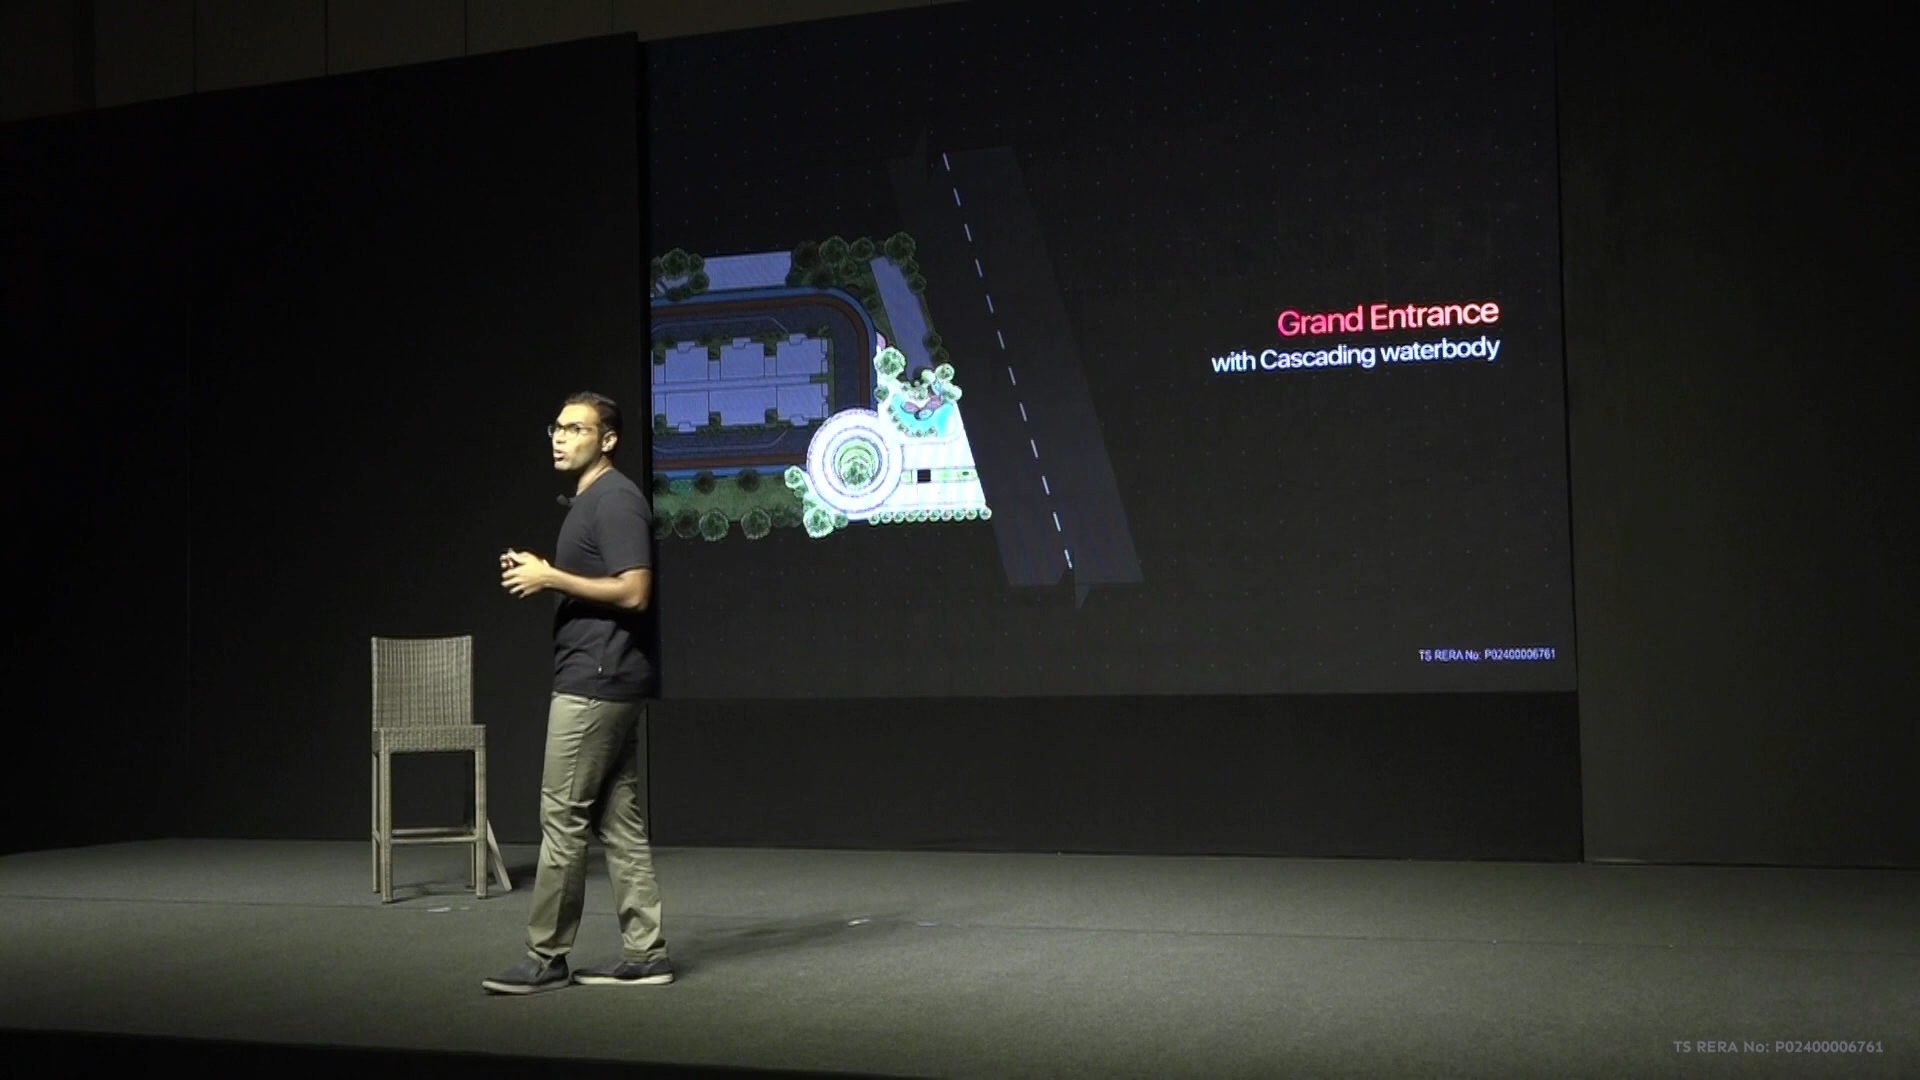 Grand Entrance
with Cascading waterbody
TS RERA No: P02400006761
TS RERA No: P02400006761